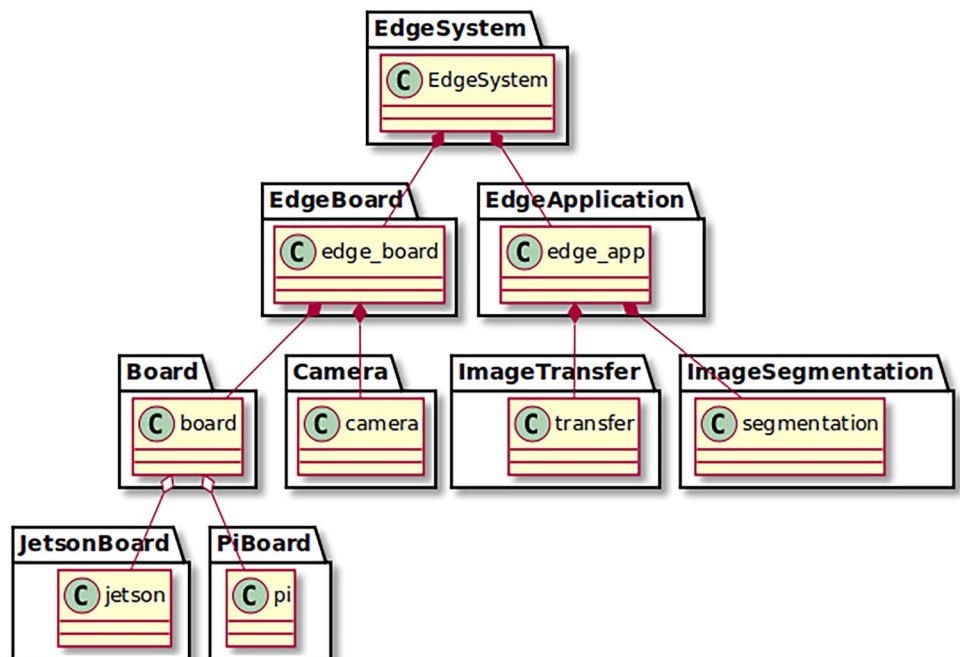 EdgeSystem
C EdgeSystem
EdgeBoard EdgeApplication
C edge_board C edge_app
Board Camera ImageTransfer ImageSegmentation
C board C camera C transfer C segmentation
JetsonBoard PiBoard
C jetson C pi